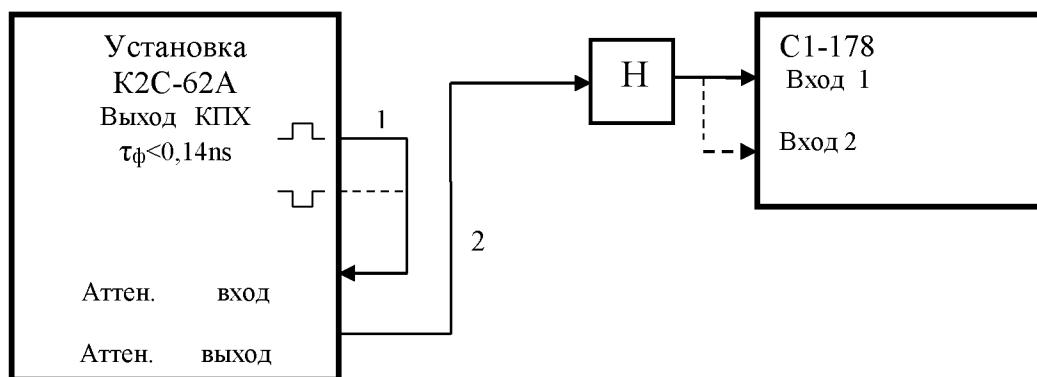 Установка
К2С-62А
Выход КПХ
τф<0,14ns
1
Аттен. вход
Аттен. выход
2
Н
С1-178
Вход 1
Вход 2